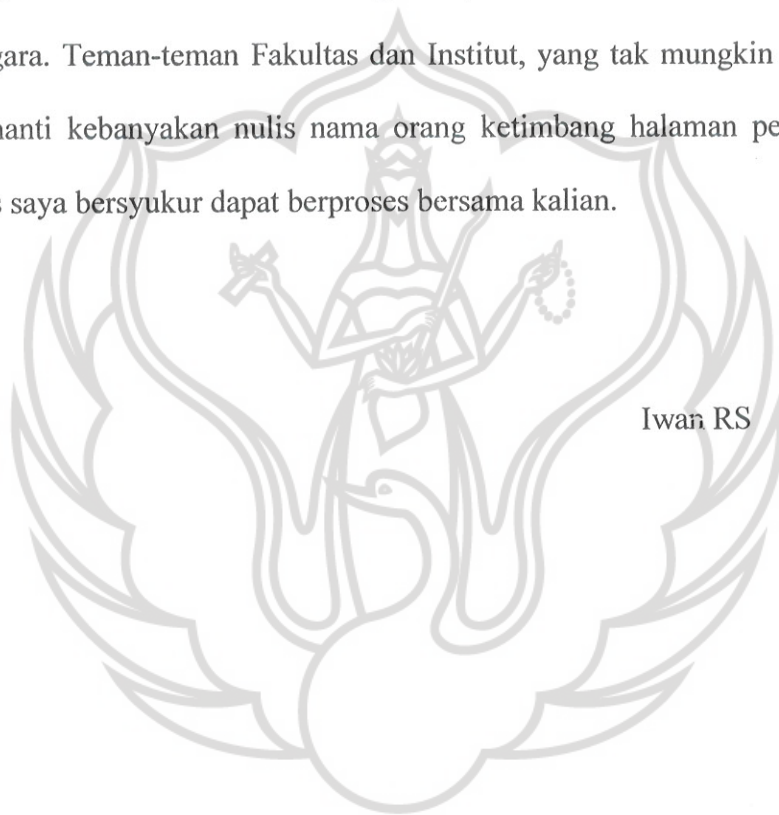 gara. Teman-teman Fakultas dan Institut, yang tak mungkin
nanti kebanyakan nulis nama orang ketimbang halaman pe
s saya bersyukur dapat berproses bersama kalian.
Iwan RS